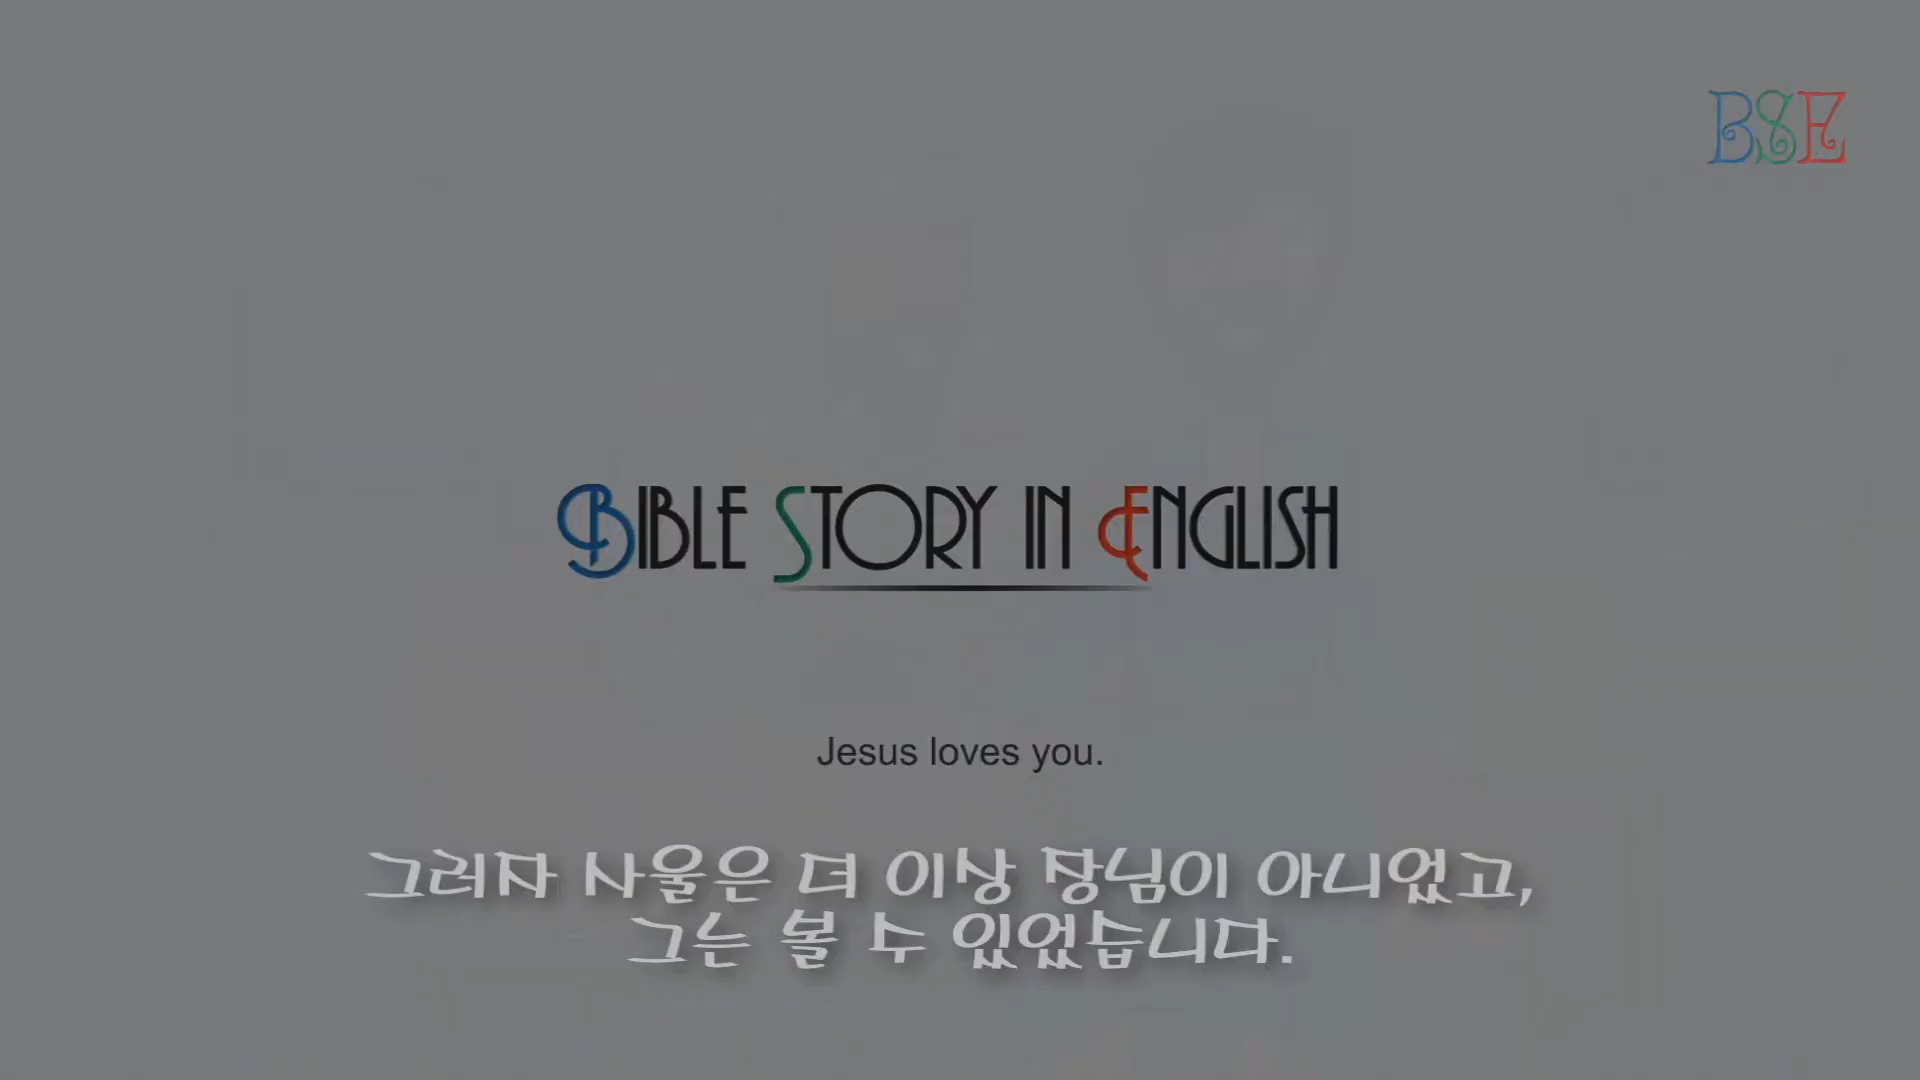 BSE
BIBLE STORY IN ENGLISH
Jesus loves you.
그러자 사울은 더 이상 장님이 아니었고,
그는 볼 수 있었습니다.